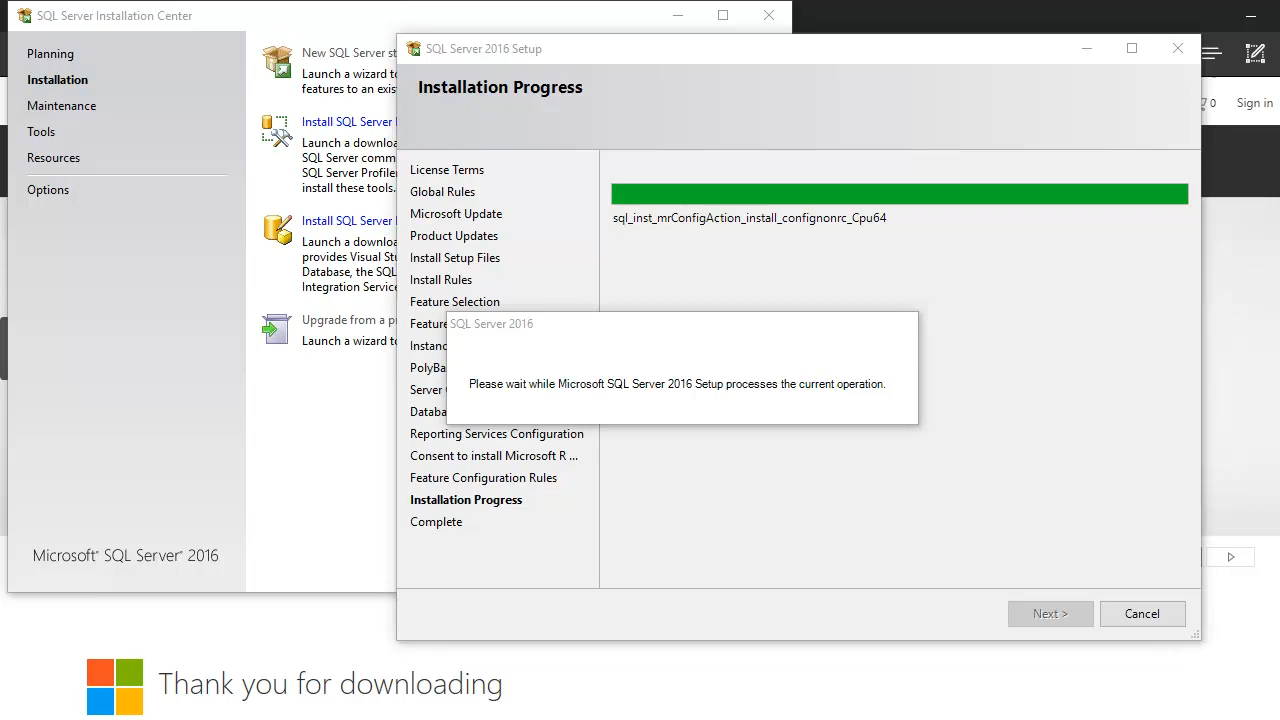 SQL Server Installation Center
Planning
Installation
Maintenance
Tools
Resources
Options
Microsoft® SQL Server® 2016
New SQL Server st
Launch a wizard to
features to an exis
Install SQL Server
Launch a downloa
SQL Server comm
SQL Server Profiler
install these tools.
Install SQL Server
Launch a downloa
provides Visual Stu
Database, the SQL
Integration Service
Upgrade from a p
Launch a wizard to
SQL Server 2016 Setup
Installation Progress
License Terms
Global Rules
Microsoft Update
Product Updates
Install Setup Files
Install Rules
Feature Selection
Feature
Instanc
PolyBa
Server
Databa
Reporting Services Configuration
Consent to install Microsoft R ...
Feature Configuration Rules
Installation Progress
Complete
sql_inst_mrConfigAction_install_confignonrc_Cpu64
SQL Server 2016
Please wait while Microsoft SQL Server 2016 Setup processes the current operation.
Next >
Cancel
0
Sign in
Thank you for downloading